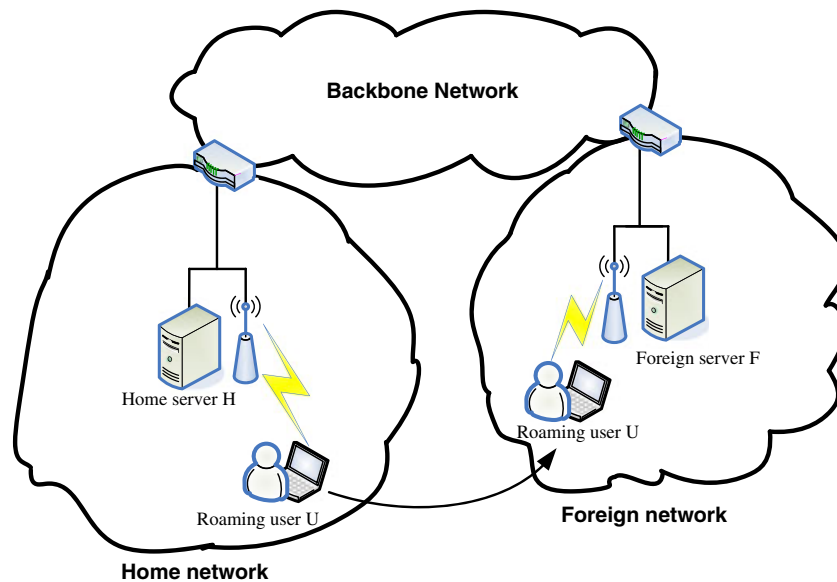 Backbone Network
Home server H
Foreign server F
Roaming user U
Roaming user U
Foreign network
Home network